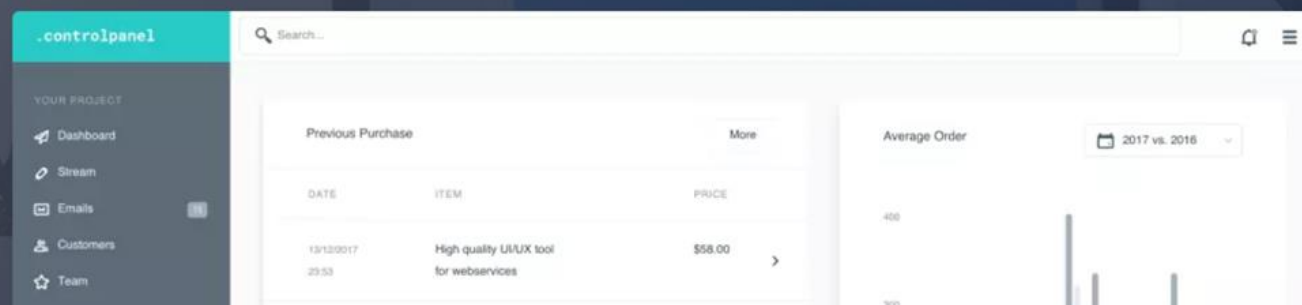 .controlpanel
Search...
YOUR PROJECT
Dashboard
Stream
Emails
Customers
Team
Previous Purchase
More
DATE ITEM PRICE
13/12/2017
23:53
High quality UI/UX tool
for webservices
$58.00
Average Order
2017 vs. 2016
400